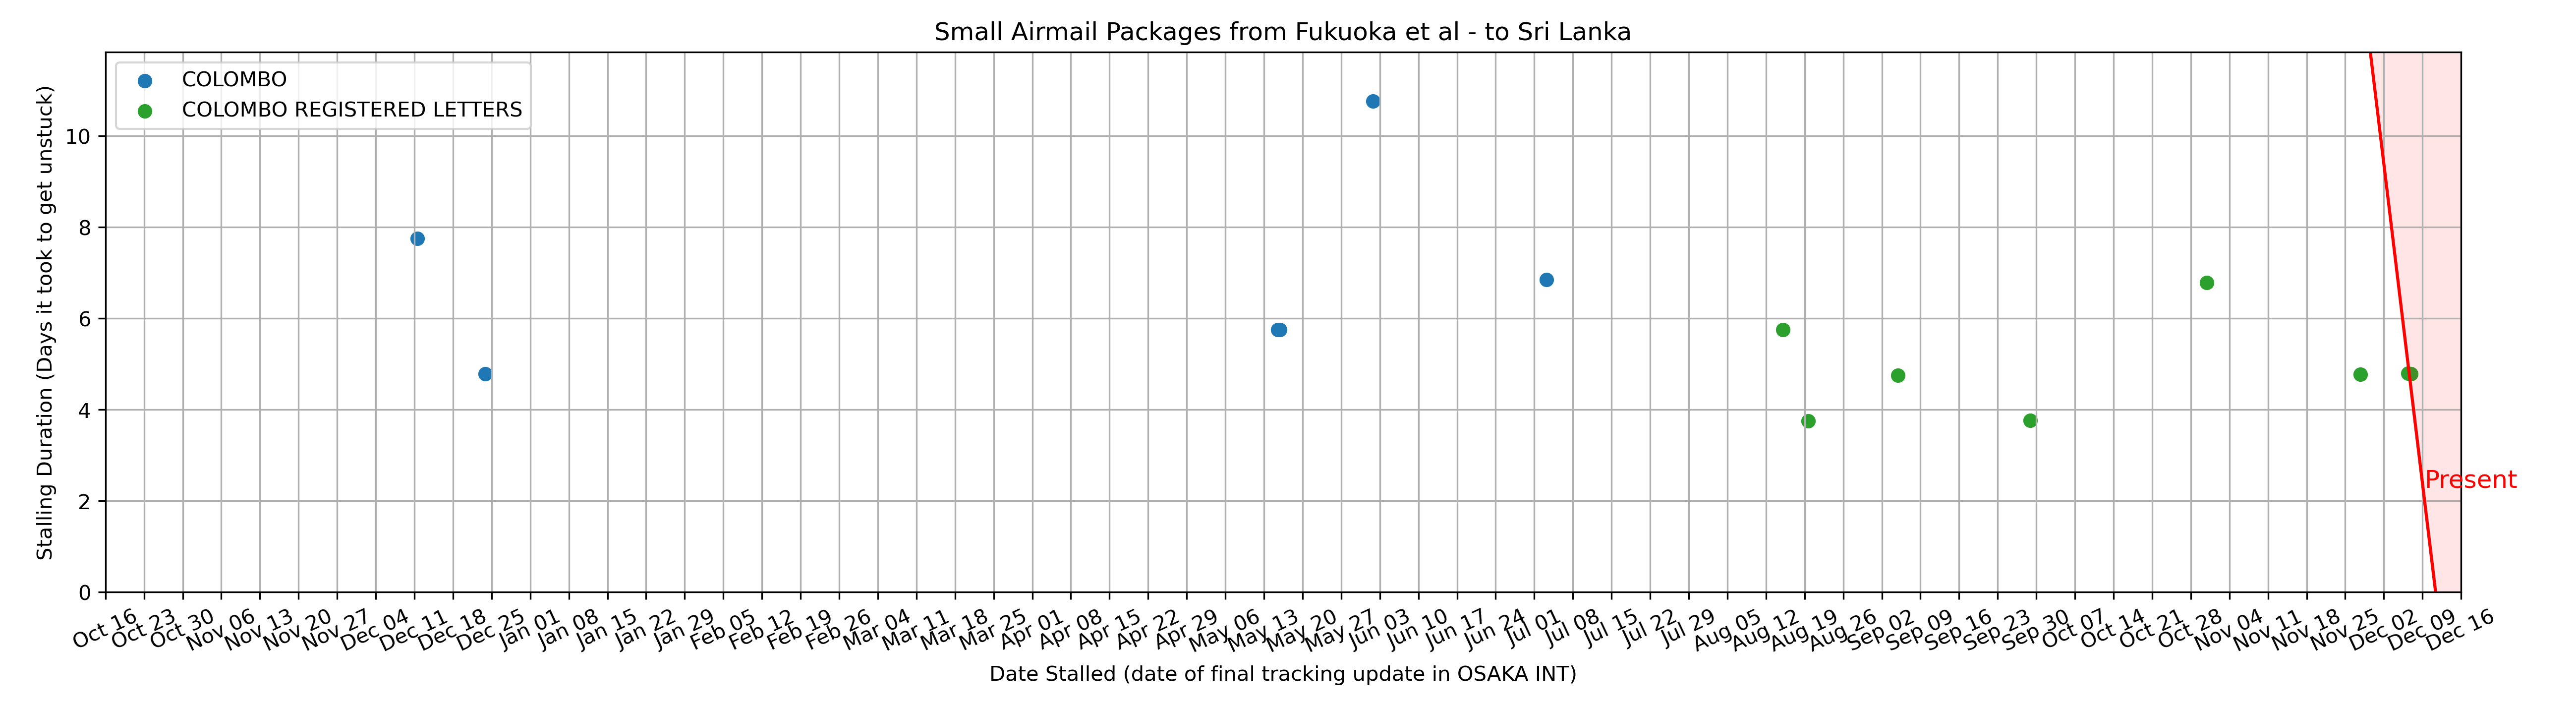 Small Airmail Packages from Fukuoka et al - to Sri Lanka
COLOMBO
COLOMBO REGISTERED LETTERS
Stalling Duration (Days it took to get unstuck)
10
8
6
4
2
0
Present
Oct 16 Oct 23 Oct 30 Nov 06 Nov 13 Nov 20 Nov 27 Dec 04 Dec 11 Dec 18 Dec 25 Jan 01 Jan 08 Jan 15 Jan 22 Jan 29 Feb 05 Feb 12 Feb 19 Feb 26 Mar 04 Mar 11 Mar 18 Mar 25 Apr 01 Apr 08 Apr 15 Apr 22 Apr 29 May 06 May 13 May 20 May 27 Jun 03 Jun 10 Jun 17 Jun 24 Jul 01 Jul 08 Jul 15 Jul 22 Jul 29 Aug 05 Aug 12 Aug 19 Aug 26 Sep 02 Sep 09 Sep 16 Sep 23 Sep 30 Oct 07 Oct 14 Oct 21 Oct 28 Nov 04 Nov 11 Nov 18 Nov 25 Dec 02 Dec 09 Dec 16
Date Stalled (date of final tracking update in OSAKA INT)